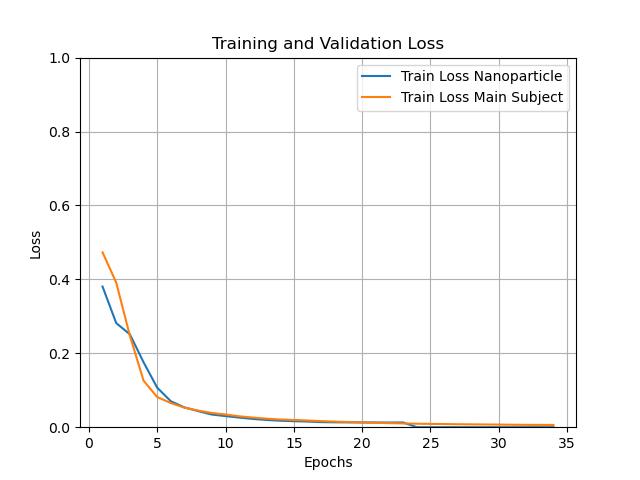 Training and Validation Loss
Train Loss Nanoparticle
Train Loss Main Subject
Loss
1.0
0.8
0.6
0.4
0.2
0.0
0 5 10 15 20 25 30 35
Epochs